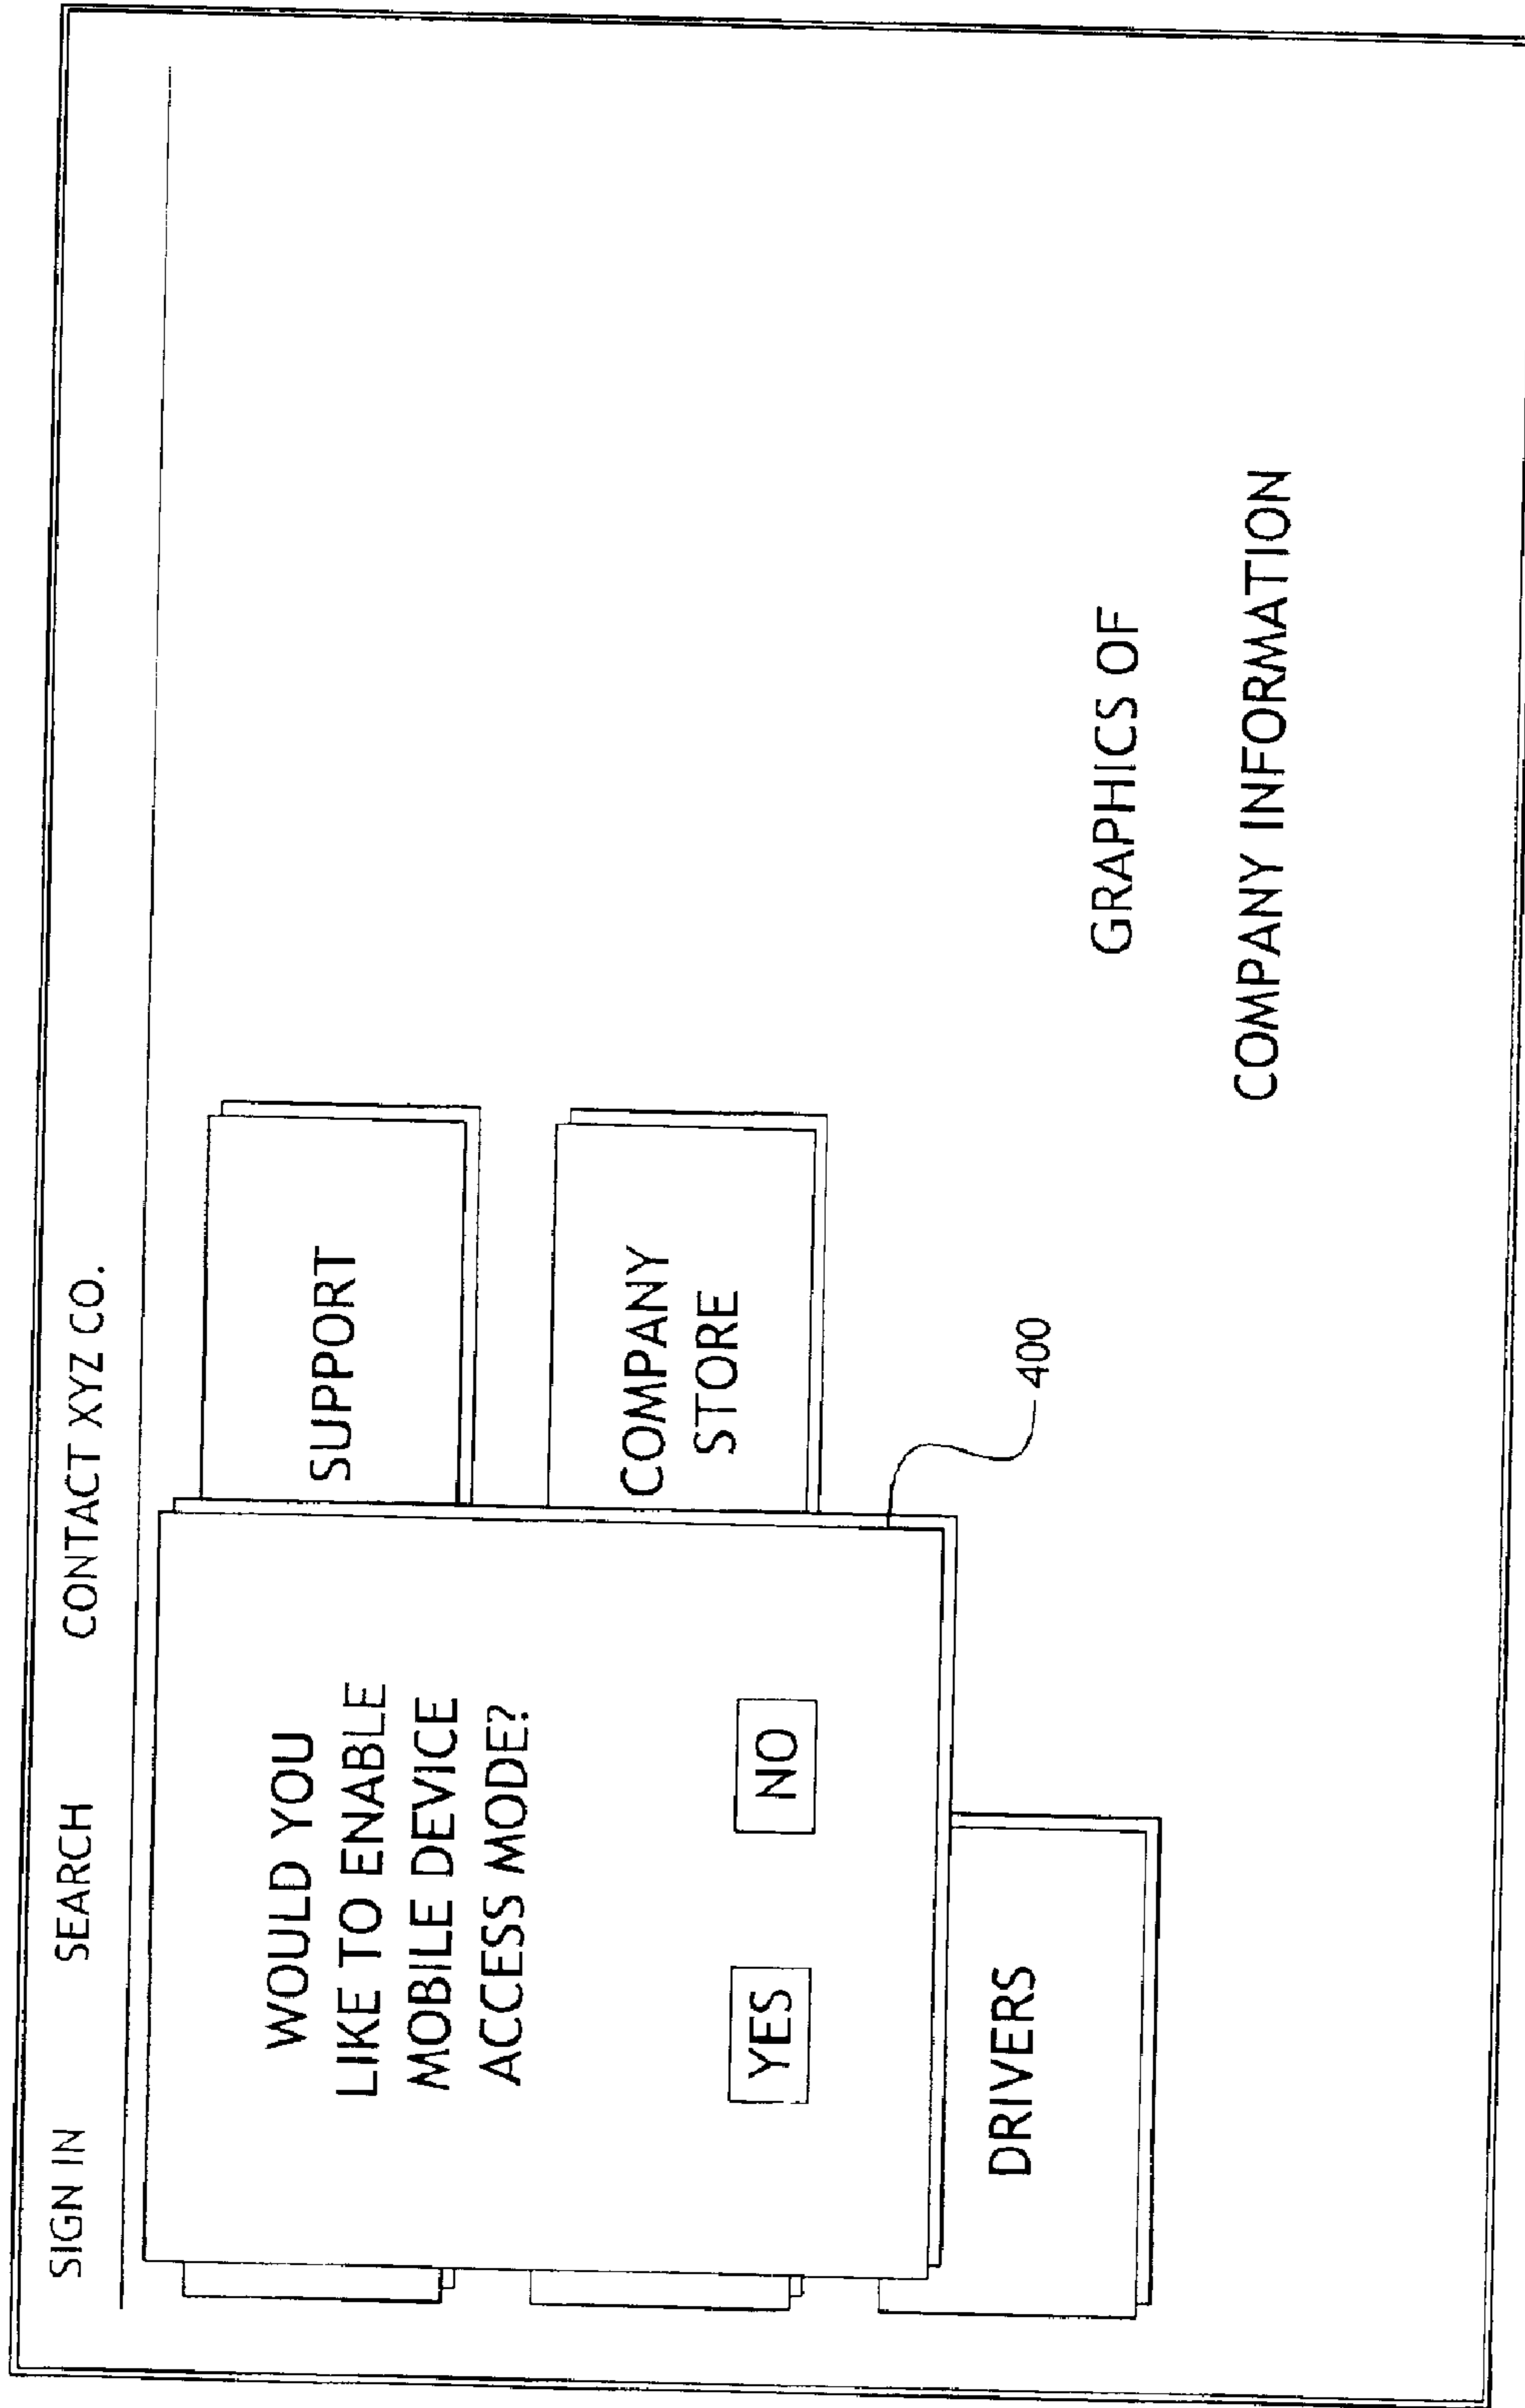 SIGN IN SEARCH CONTACT XYZ CO.
WOULD YOU
LIKE TO ENABLE
MOBILE DEVICE
ACCESS MODE?
YES NO
SUPPORT
COMPANY
STORE
400
DRIVERS
GRAPHICS OF
COMPANY INFORMATION